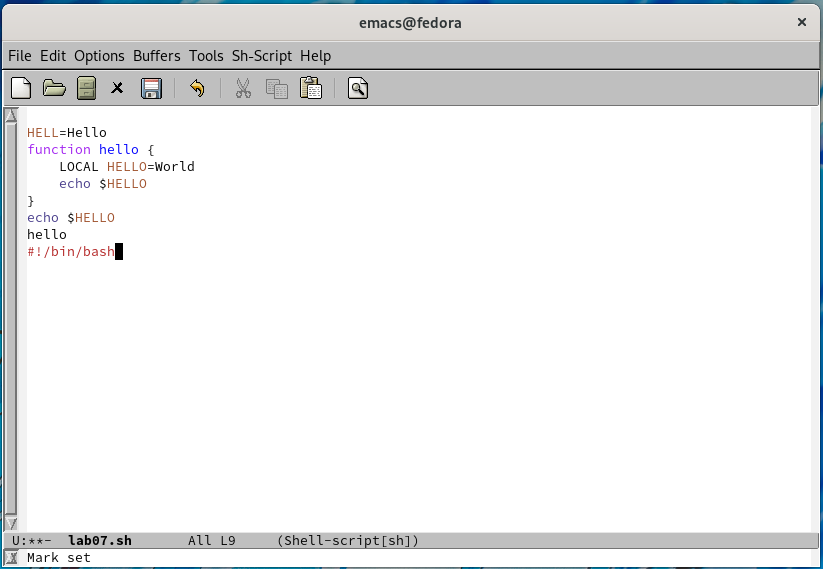 emacs@fedora
File Edit Options Buffers Tools Sh-Script Help
HELL=Hello
function hello {
    LOCAL HELLO=World
    echo $HELLO
}
echo $HELLO
hello
#!/bin/bash
U:**-  lab07.sh       All L9     (Shell-script[sh])
Mark set